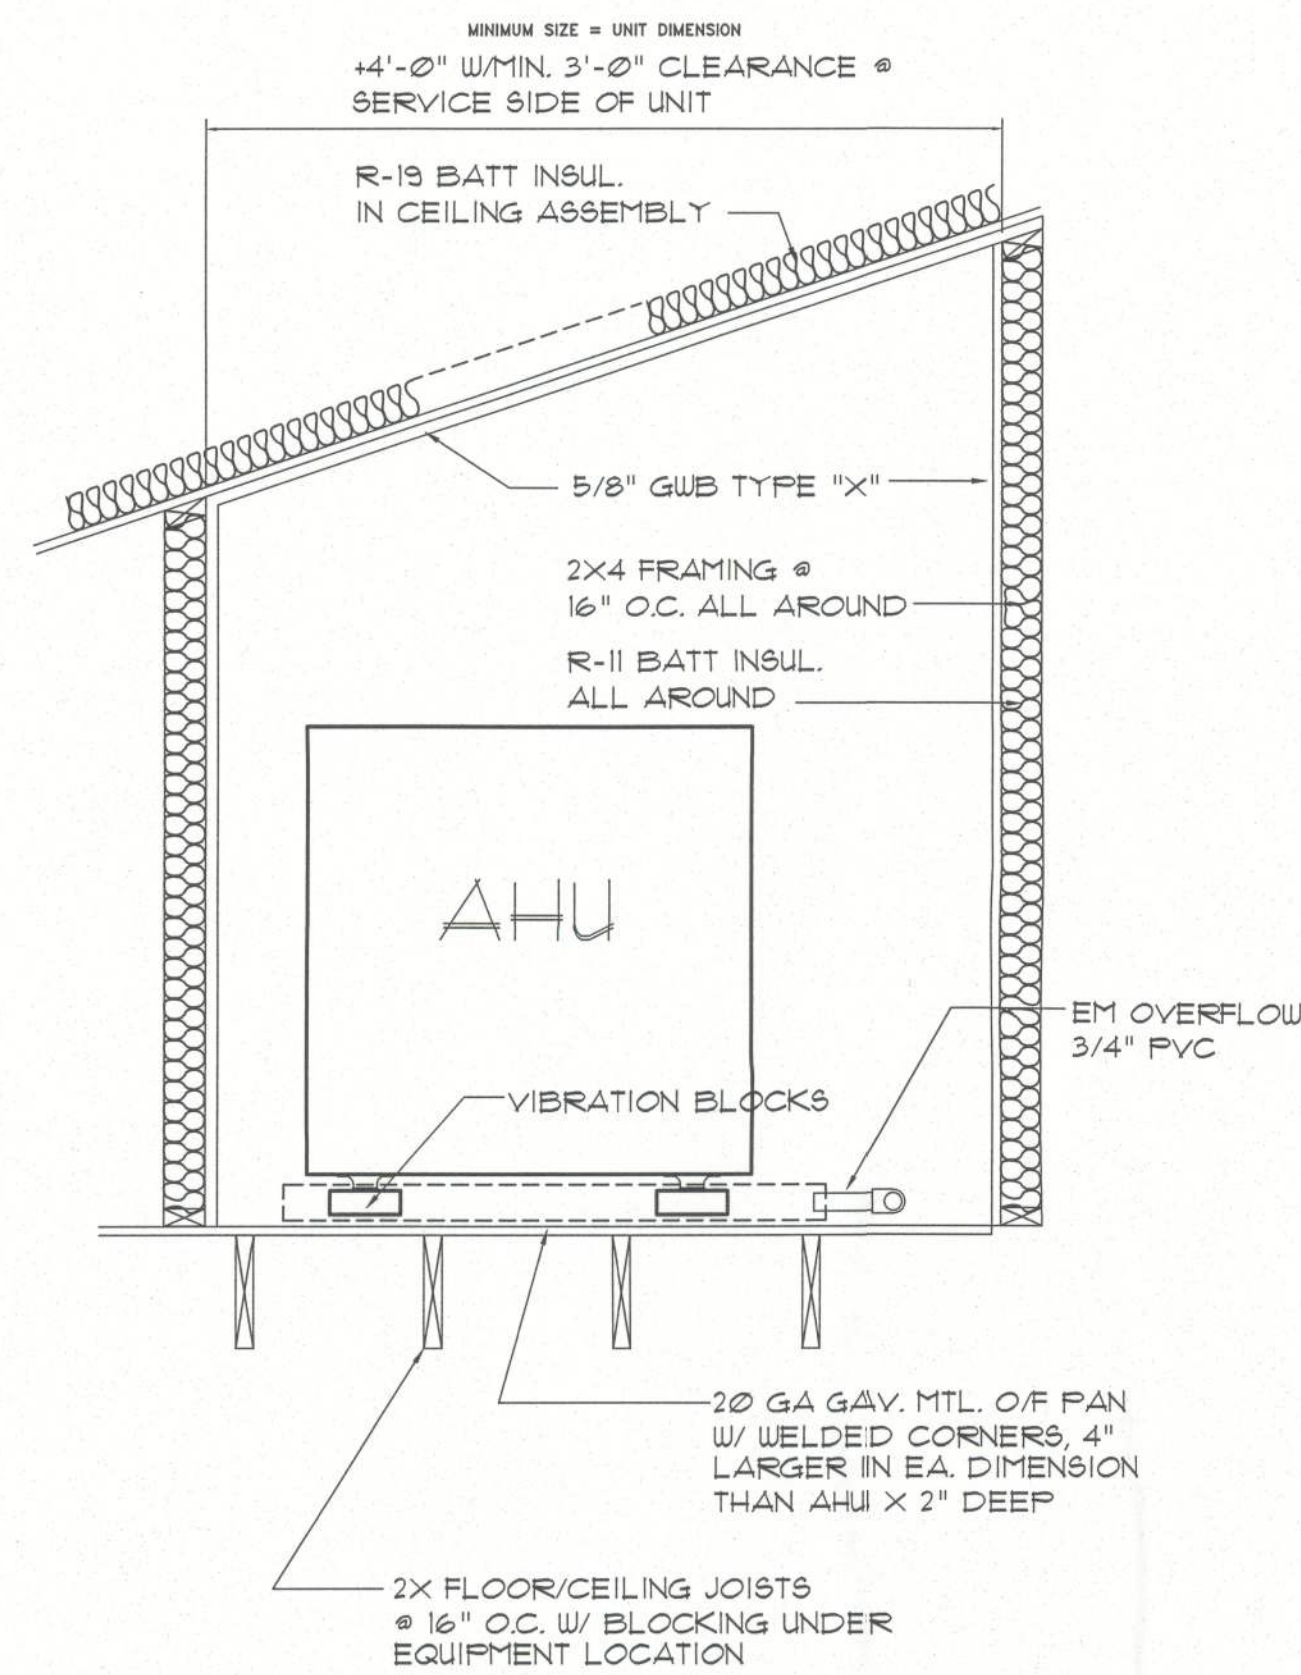 MINIMUM SIZE = UNIT DIMENSION
+4'-0" W/MIN. 3'-0" CLEARANCE @
SERVICE SIDE OF UNIT
R-19 BATT INSUL.
IN CEILING ASSEMBLY
5/8" GWB TYPE "X"
2X4 FRAMING @
16" O.C. ALL AROUND
R-11 BATT INSUL.
ALL AROUND
AHU
EM OVERFLOW
3/4" PVC
VIBRATION BLOCKS
20 GA GAV. MTL. O/F PAN
W/ WELDED CORNERS, 4"
LARGER IN EA. DIMENSION
THAN AHU X 2" DEEP
2X FLOOR/CEILING JOISTS
@ 16" O.C. W/ BLOCKING UNDER
EQUIPMENT LOCATION